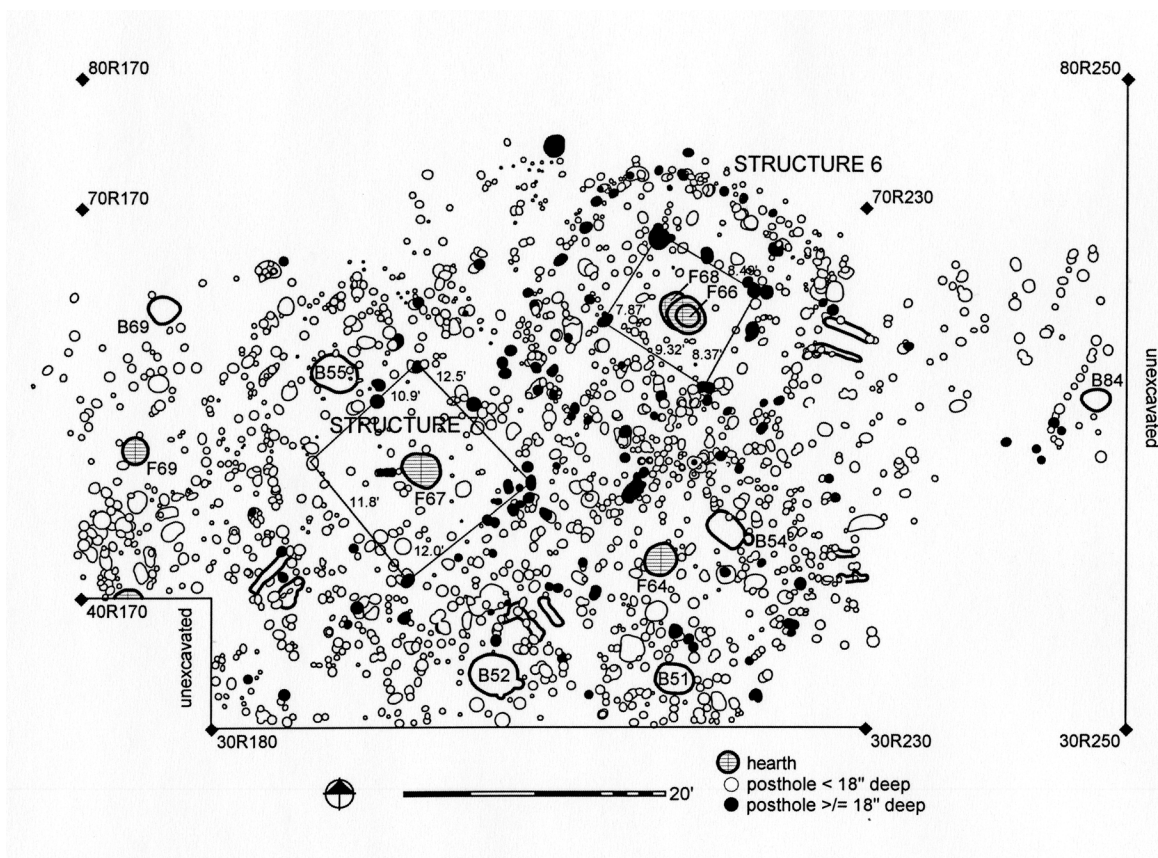 80R170
80R250
STRUCTURE 6
70R170
70R230
8.49'
F68
F66
7.87'
B69
9.32'
8.37'
unexcavated
B55
12.5'
10.9'
B84
STRUCTURE
F69
F67
11.8'
B54
12.0'
F64
40R170
unexcavated
B52
B51
30R180
30R230
30R250
hearth
20'
posthole < 18" deep
posthole >/= 18" deep